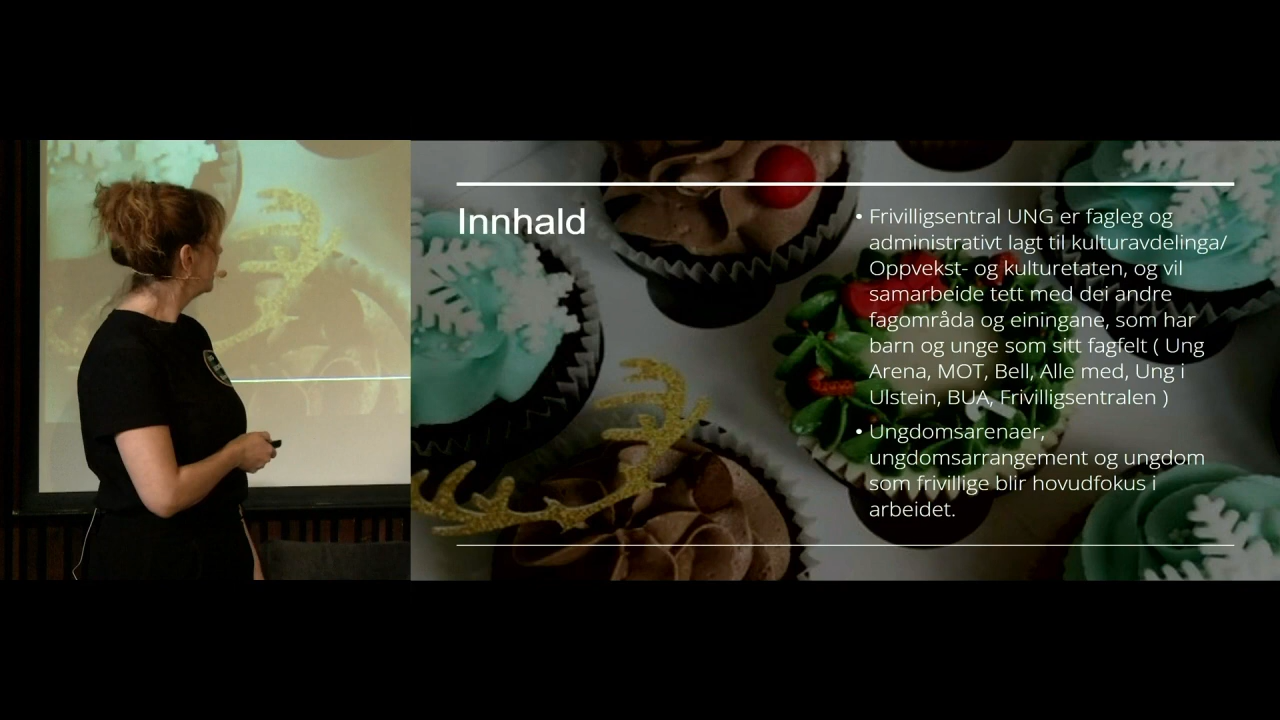 Innhald
• Frivilligsentral UNG er fagleg og
administrativt lagt til kulturavdelinga/
Oppvekst- og kulturetaten, og vil
samarbeide tett med dei andre
fagområda og einingane, som har
barn og unge som sitt fagfelt ( Ung
Arena, MOT, Bell, Alle med, Ung i
Ulstein, BUA, Frivilligsentralen )
• Ungdomsarenaer,
ungdomsarrangement og ungdom
som frivillige blir hovudfokus i
arbeidet.